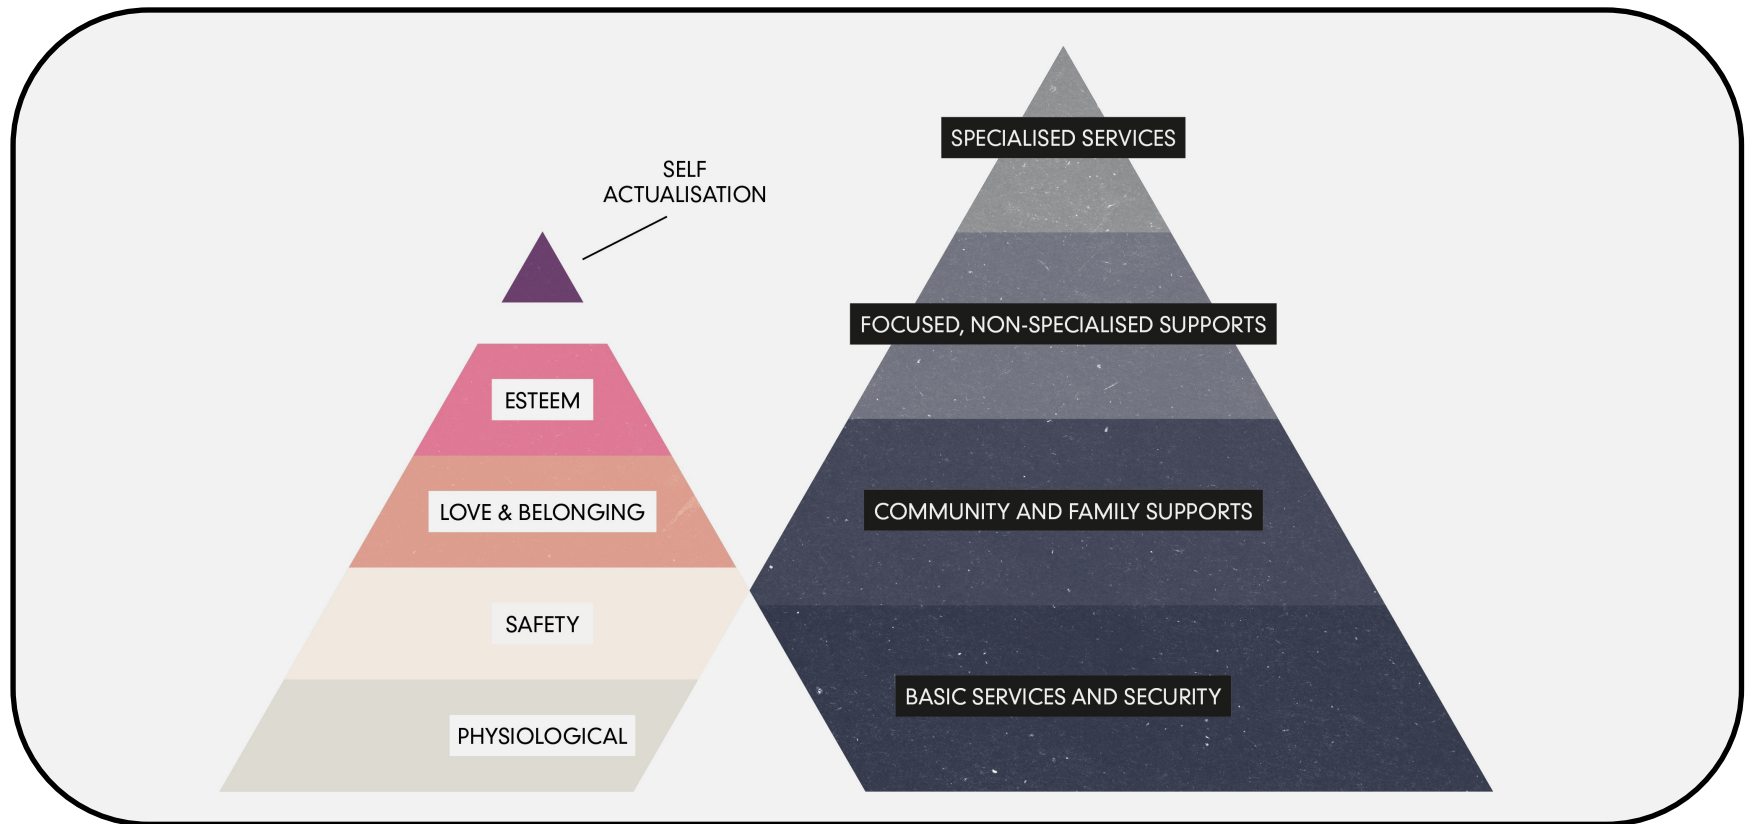 SELF
ACTUALISATION
ESTEEM
LOVE & BELONGING
SAFETY
PHYSIOLOGICAL
SPECIALISED SERVICES
FOCUSED, NON-SPECIALISED SUPPORTS
COMMUNITY AND FAMILY SUPPORTS
BASIC SERVICES AND SECURITY